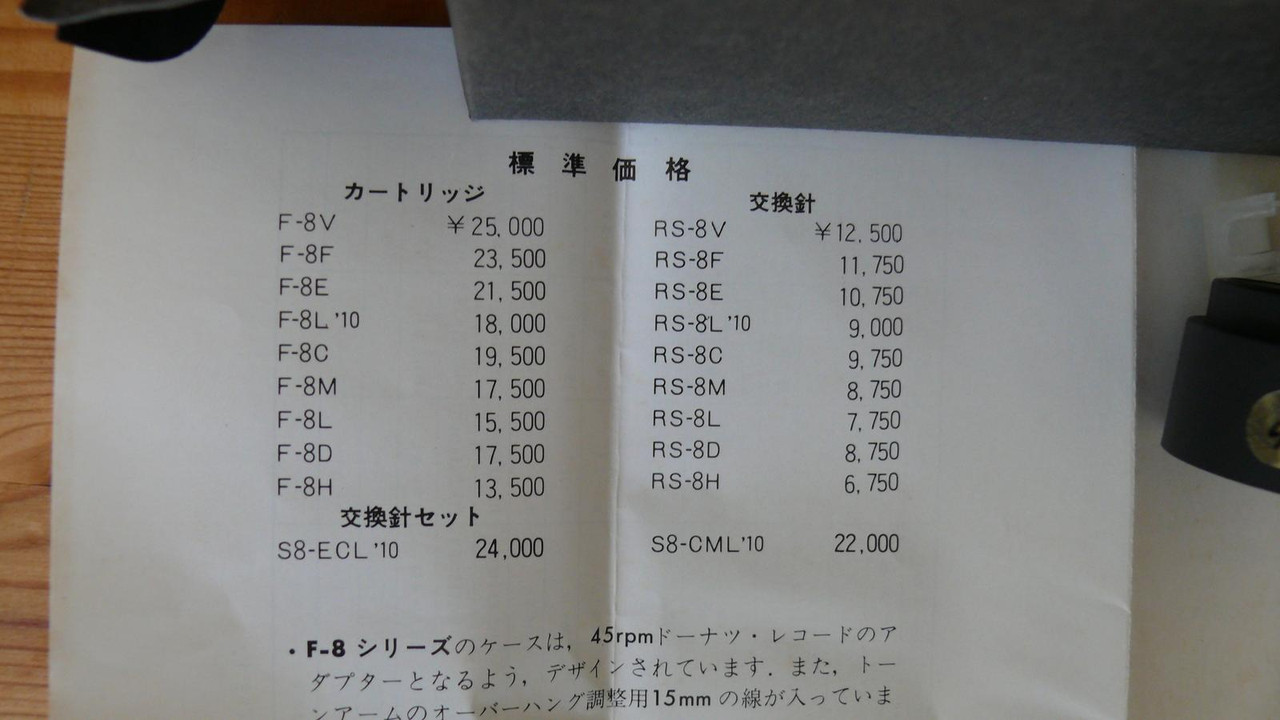 標準価格
カートリッジ 交換針
F-8V ¥25,000 RS-8V ¥12,500
F-8F 23,500 RS-8F 11,750
F-8E 21,500 RS-8E 10,750
F-8L'10 18,000 RS-8L'10 9,000
F-8C 19,500 RS-8C 9,750
F-8M 17,500 RS-8M 8,750
F-8L 15,500 RS-8L 7,750
F-8D 17,500 RS-8D 8,750
F-8H 13,500 RS-8H 6,750
交換針セット
S8-ECL'10 24,000 S8-CML'10 22,000
・F-8 シリーズのケースは, 45rpmドーナツ・レコードのア
ダプターとなるよう, デザインされています. また, トー
ンアームのオーバーハング調整用15mm の線が入っていま